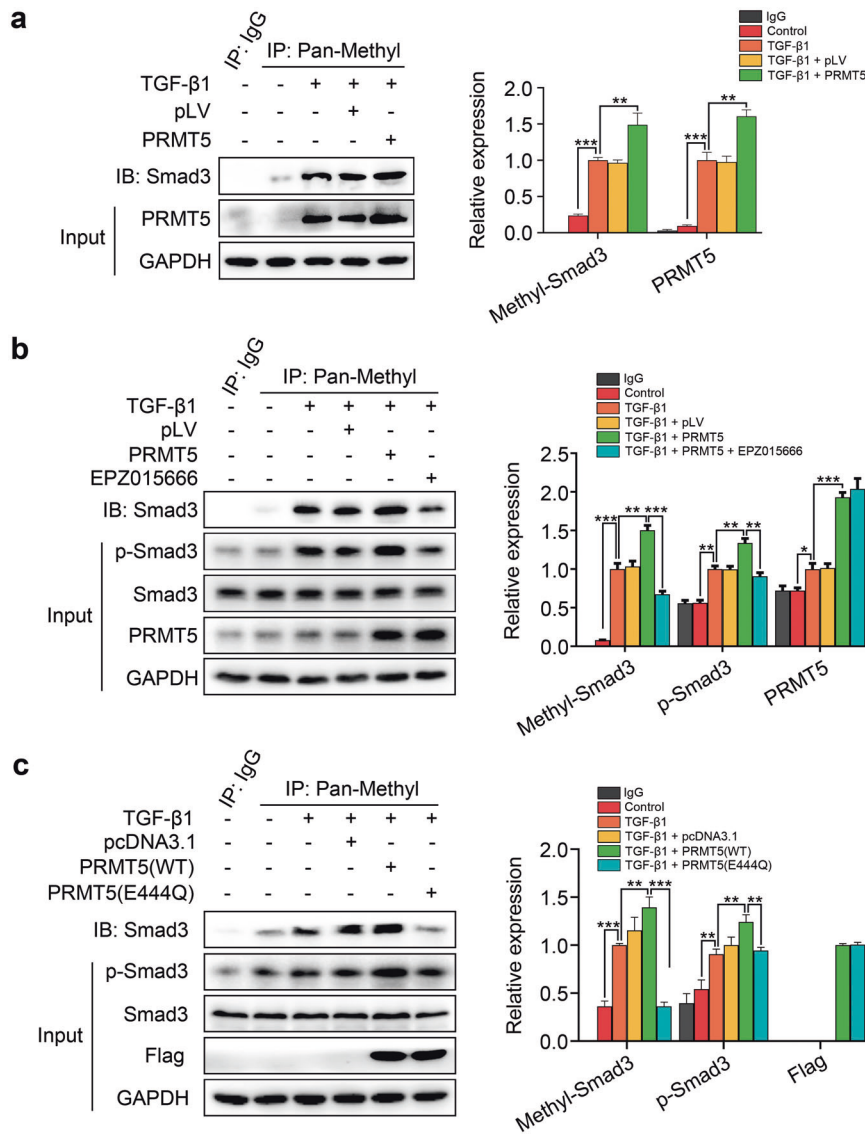 a
IP: IgG
IP: Pan-Methyl
TGF-β1 - - + + +
pLV - - - + -
PRMT5 - - - - +
IB: Smad3
Input
PRMT5
GAPDH
IgG
Control
TGF-β1
TGF-β1 + pLV
TGF-β1 + PRMT5
Relative expression
2.0
1.5
1.0
0.5
0.0
*** ** *** **
Methyl-Smad3
PRMT5
b
IP: IgG
IP: Pan-Methyl
TGF-β1 - - + + + +
pLV - - - + - -
PRMT5 - - - - + -
EPZ015666 - - - - - +
IB: Smad3
Input
p-Smad3
Smad3
PRMT5
GAPDH
IgG
Control
TGF-β1
TGF-β1 + pLV
TGF-β1 + PRMT5
TGF-β1 + PRMT5 + EPZ015666
Relative expression
2.5
2.0
1.5
1.0
0.5
0.0
*** ** *** ** ** ** * ***
Methyl-Smad3
p-Smad3
PRMT5
c
IP: IgG
IP: Pan-Methyl
TGF-β1 - - + + + +
pcDNA3.1 - - - + - -
PRMT5(WT) - - - - + -
PRMT5(E444Q) - - - - - +
IB: Smad3
Input
p-Smad3
Smad3
Flag
GAPDH
IgG
Control
TGF-β1
TGF-β1 + pcDNA3.1
TGF-β1 + PRMT5(WT)
TGF-β1 + PRMT5(E444Q)
Relative expression
2.0
1.5
1.0
0.5
0.0
*** ** *** ** ** **
Methyl-Smad3
p-Smad3
Flag